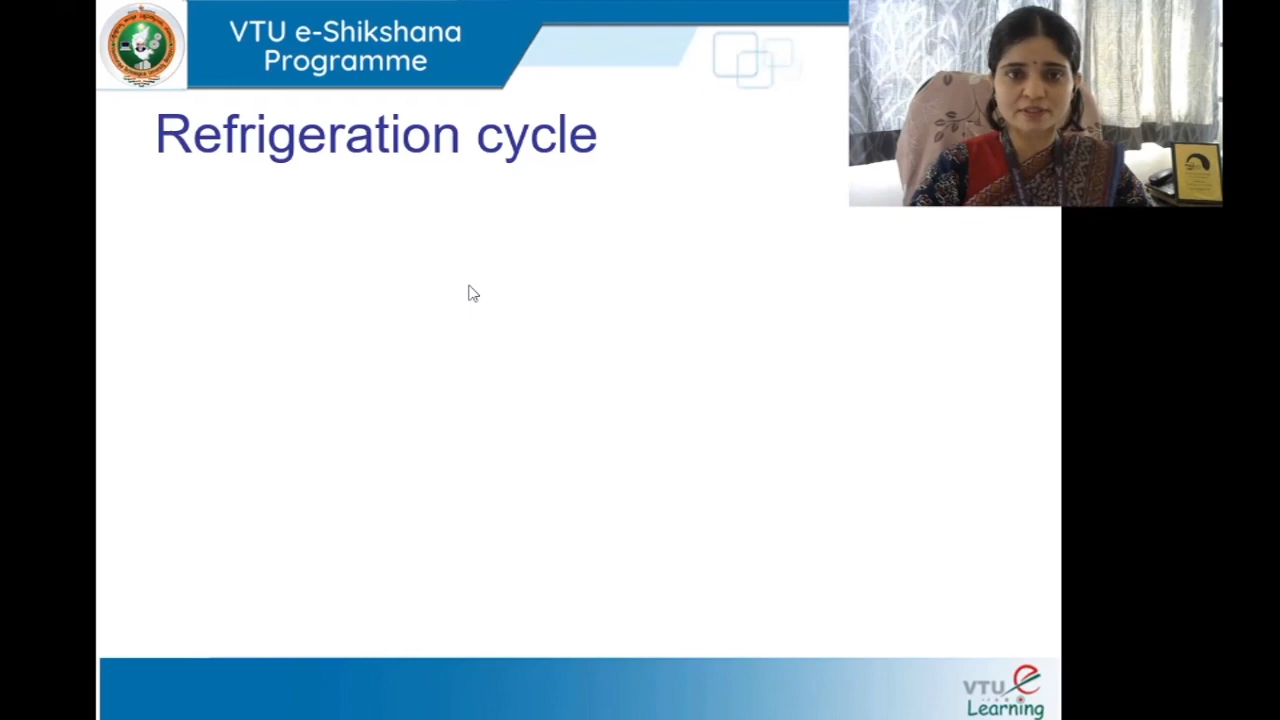 VTU e-Shikshana
Programme
Refrigeration cycle
VTU e
Learning